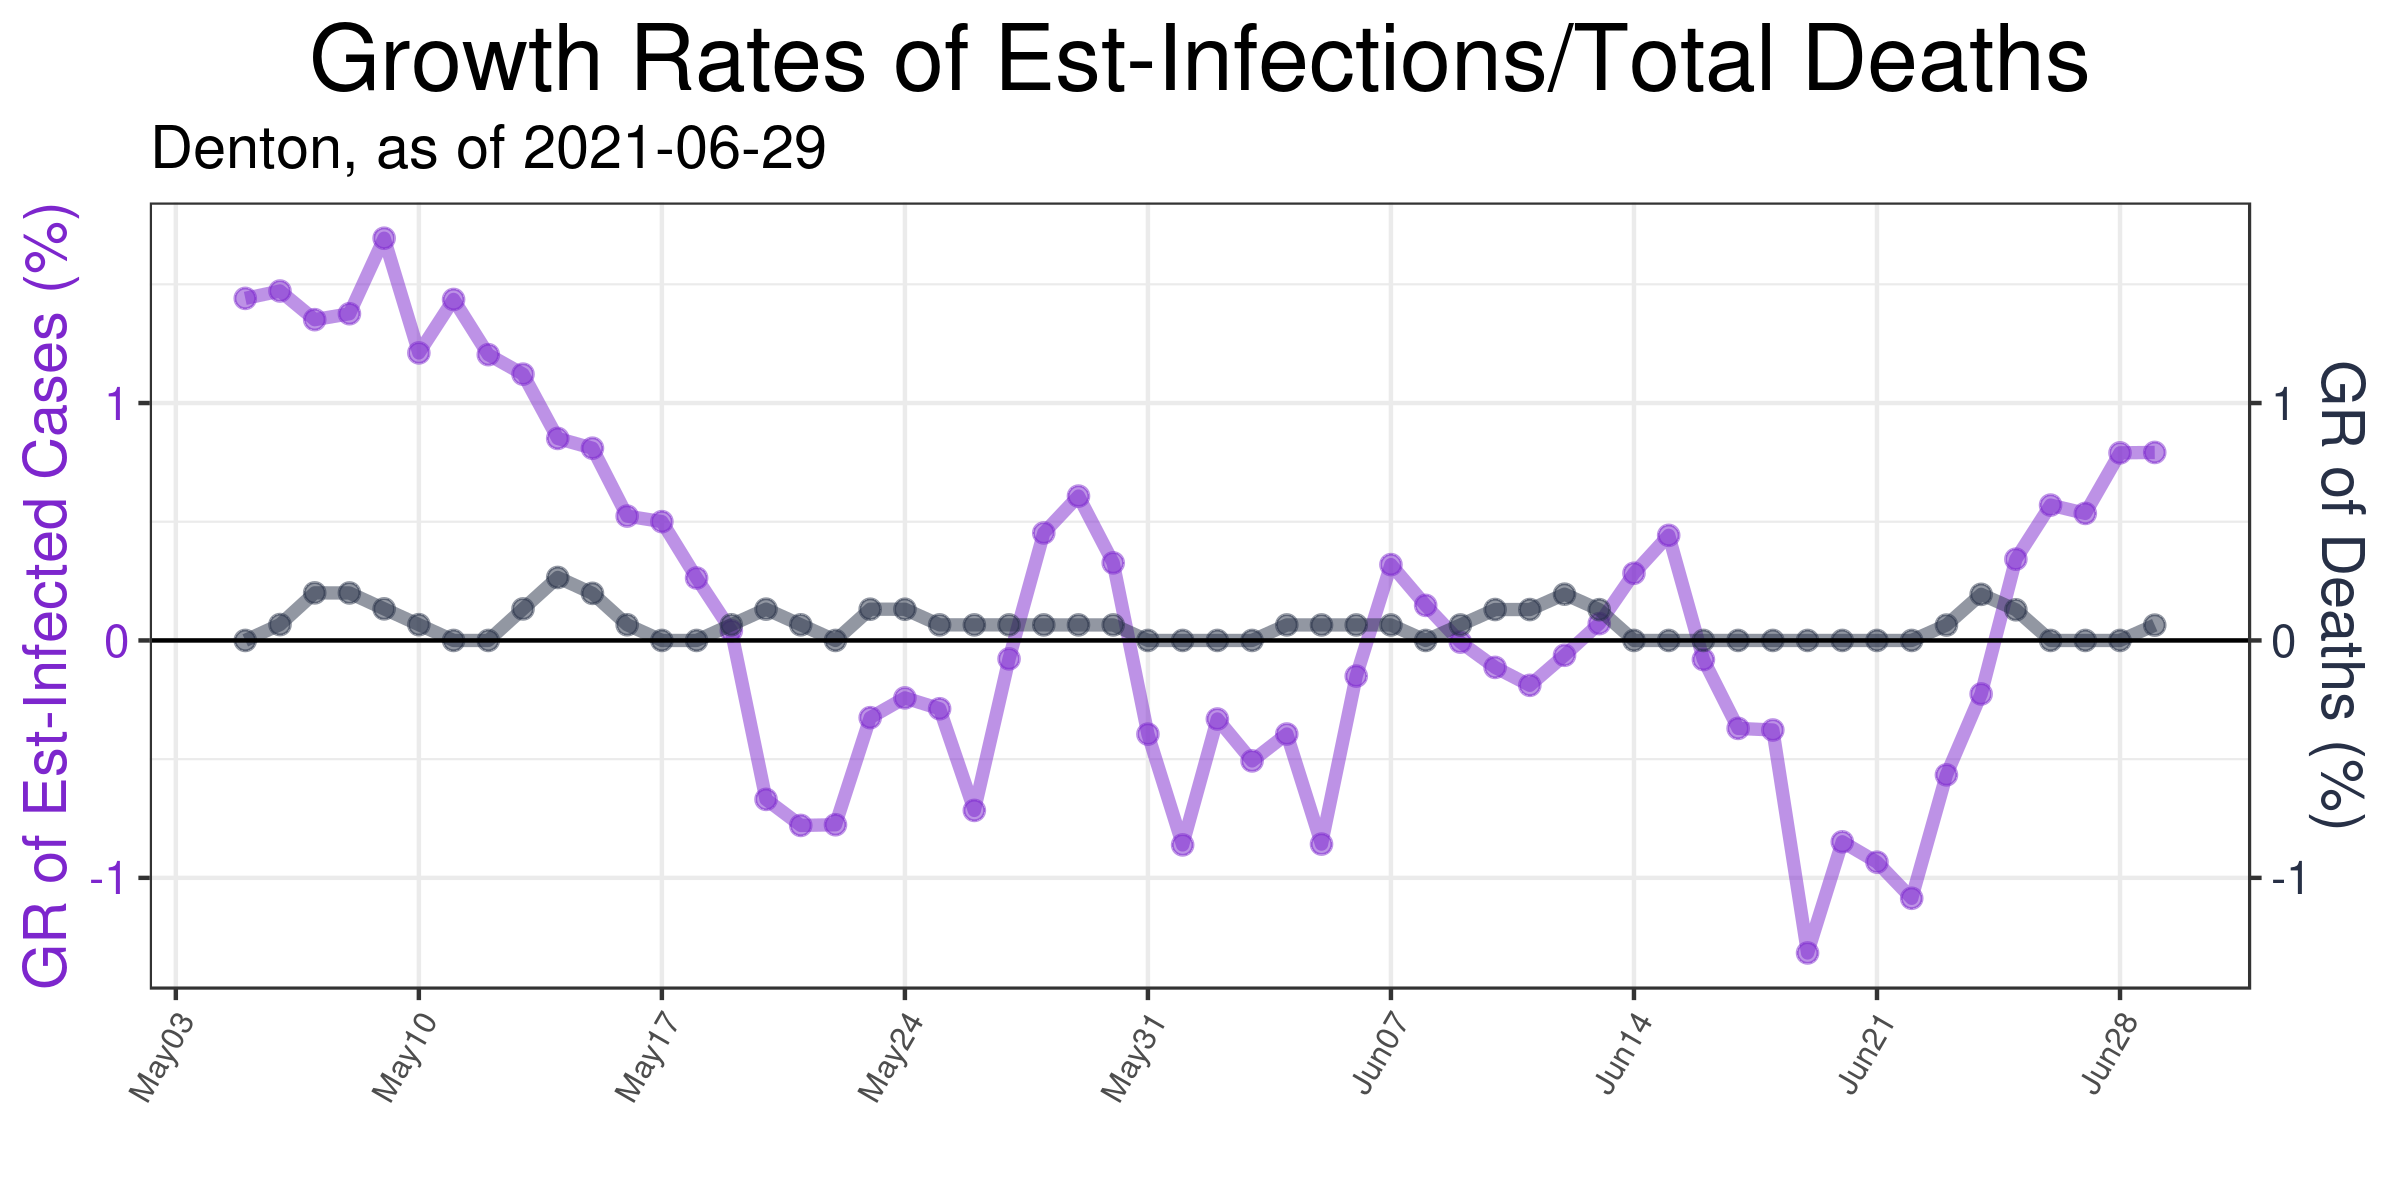 Growth Rates of Est-Infections/Total Deaths
Denton, as of 2021-06-29
GR of Est-Infected Cases (%)
1
0
-1
1
0
-1
GR of Deaths (%)
May03
May10
May17
May24
May31
Jun07
Jun14
Jun21
Jun28